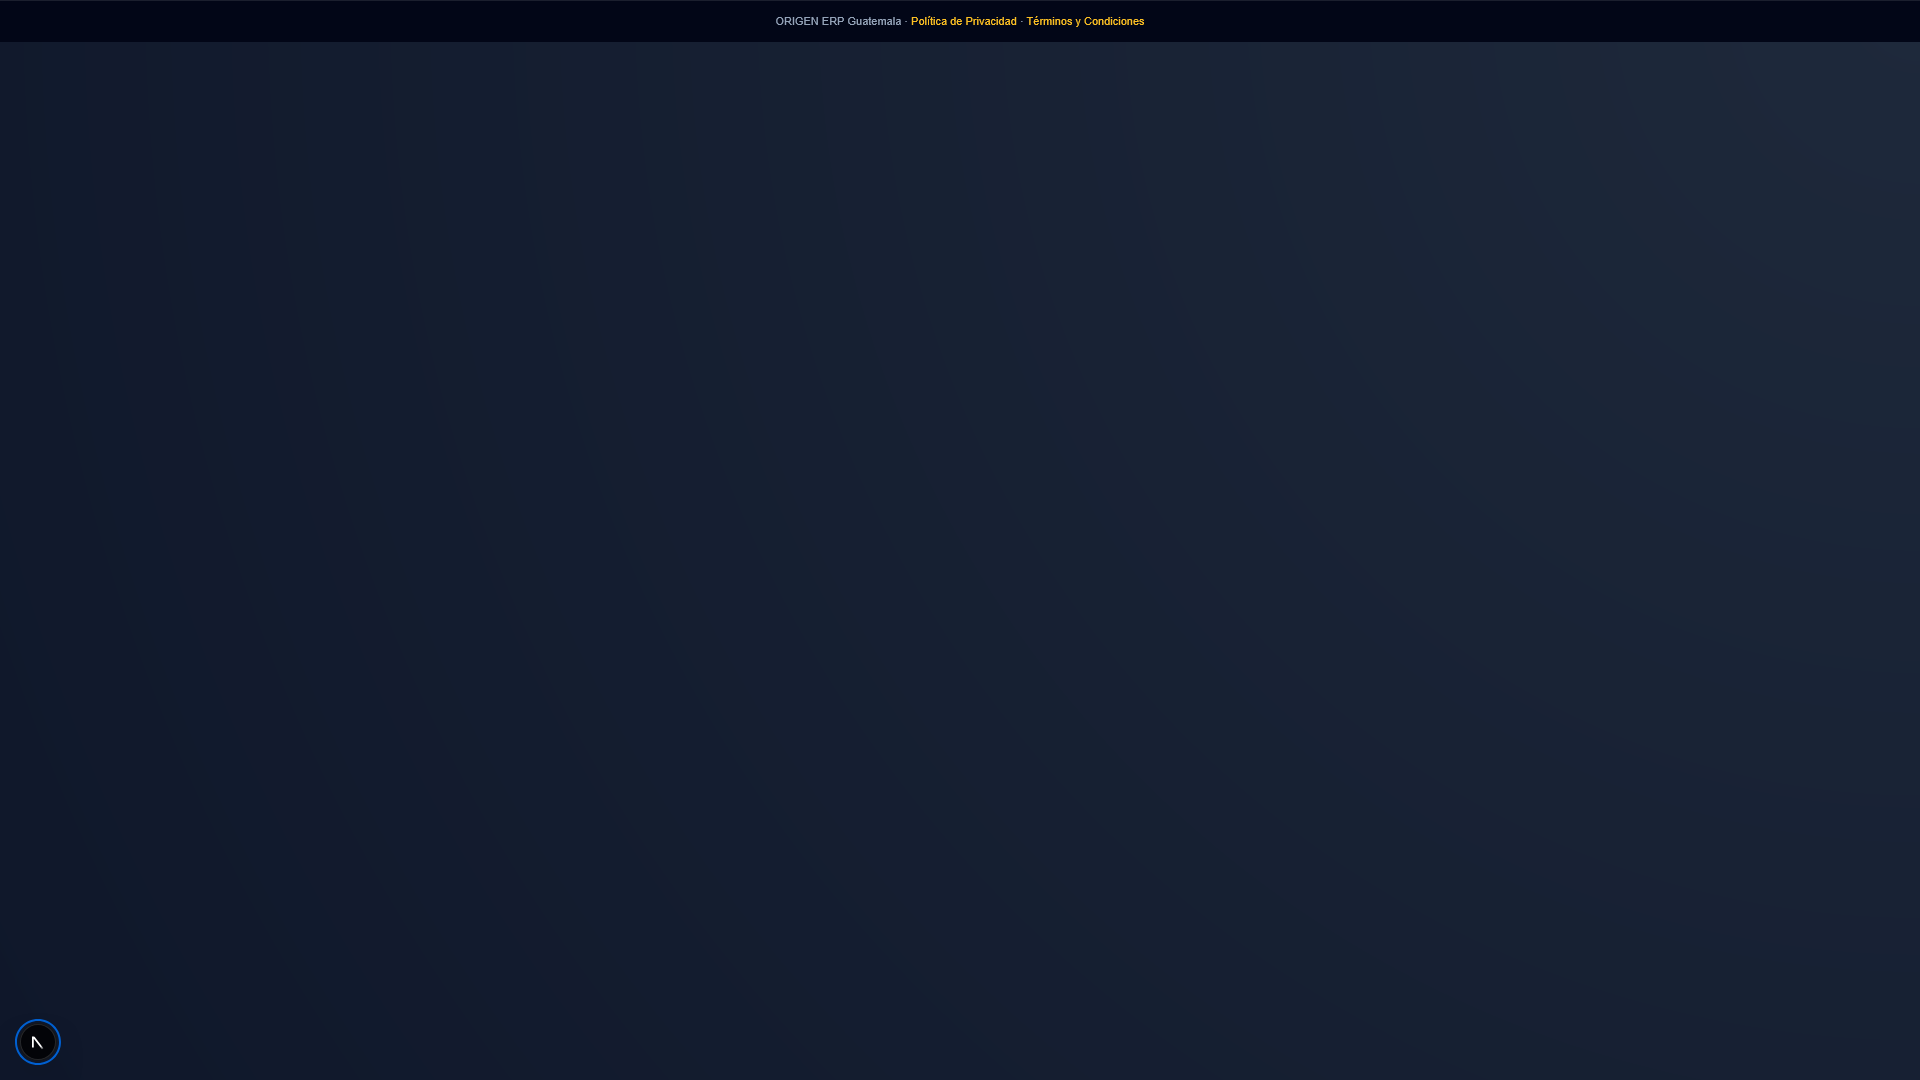 ORIGEN ERP Guatemala · Política de Privacidad · Términos y Condiciones